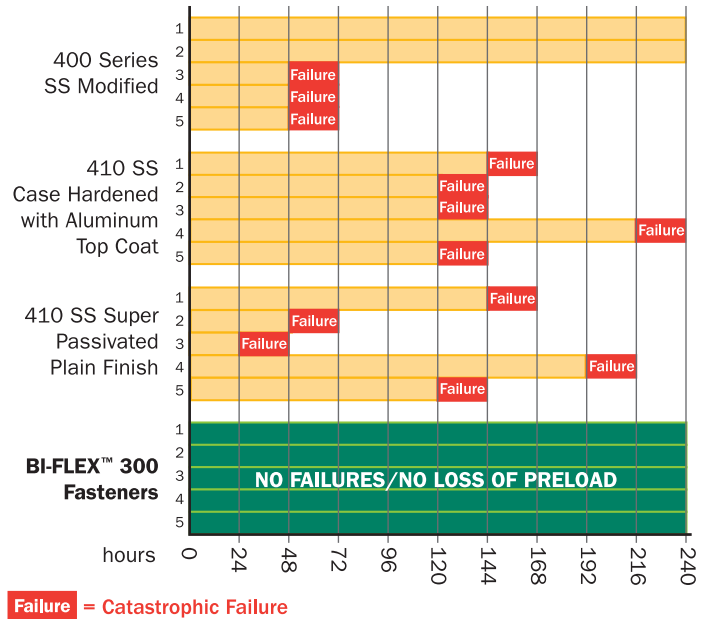 400 Series
SS Modified
1
2
3 Failure
4 Failure
5 Failure
410 SS
Case Hardened
with Aluminum
Top Coat
1 Failure
2 Failure
3 Failure
4 Failure
5 Failure
410 SS Super
Passivated
Plain Finish
1 Failure
2 Failure
3 Failure
4 Failure
5 Failure
BI-FLEX™ 300
Fasteners
1
2
3 NO FAILURES/NO LOSS OF PRELOAD
4
5
hours 0 24 48 72 96 120 144 168 192 216 240
Failure = Catastrophic Failure